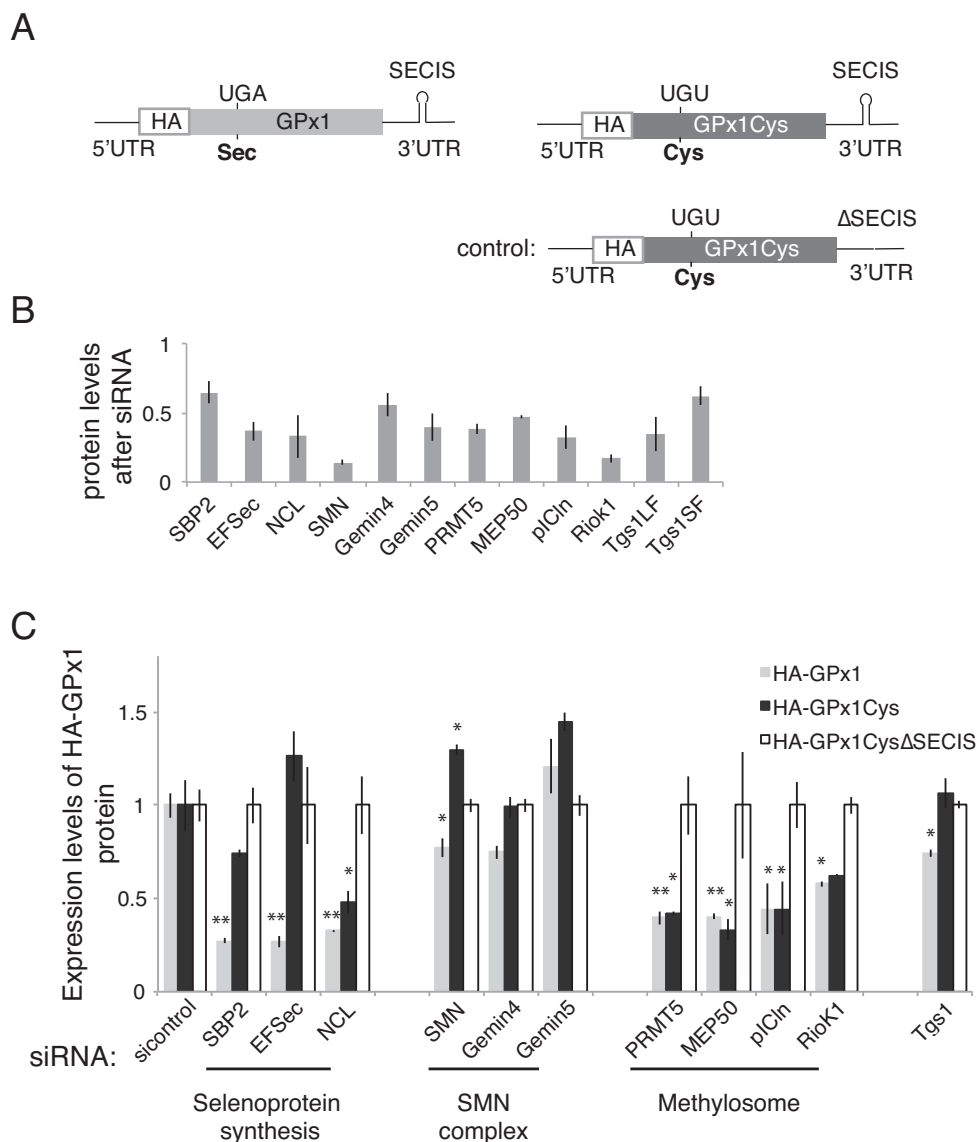 A
SECIS
UGA
HA
GPx1
5’UTR
Sec
3’UTR
SECIS
UGU
HA
GPx1Cys
5’UTR
Cys
3’UTR
control:
UGU
ΔSECIS
HA
GPx1Cys
5’UTR
Cys
3’UTR
B
protein levels
after siRNA
1
0.5
0
SBP2
EFSec
NCL
SMN
Gemin4
Gemin5
PRMT5
MEP50
pICln
Riok1
Tgs1LF
Tgs1SF
C
Expression levels of HA-GPx1
protein
1.5
1
0.5
0
HA-GPx1
HA-GPx1Cys
HA-GPx1CysΔSECIS
**
**
**
*
*
*
**
*
**
*
*
*
*
*
siRNA:
sicontrol
SBP2
EFSec
NCL
SMN
Gemin4
Gemin5
PRMT5
MEP50
pICln
RioK1
Tgs1
Selenoprotein
synthesis
SMN
complex
Methylosome